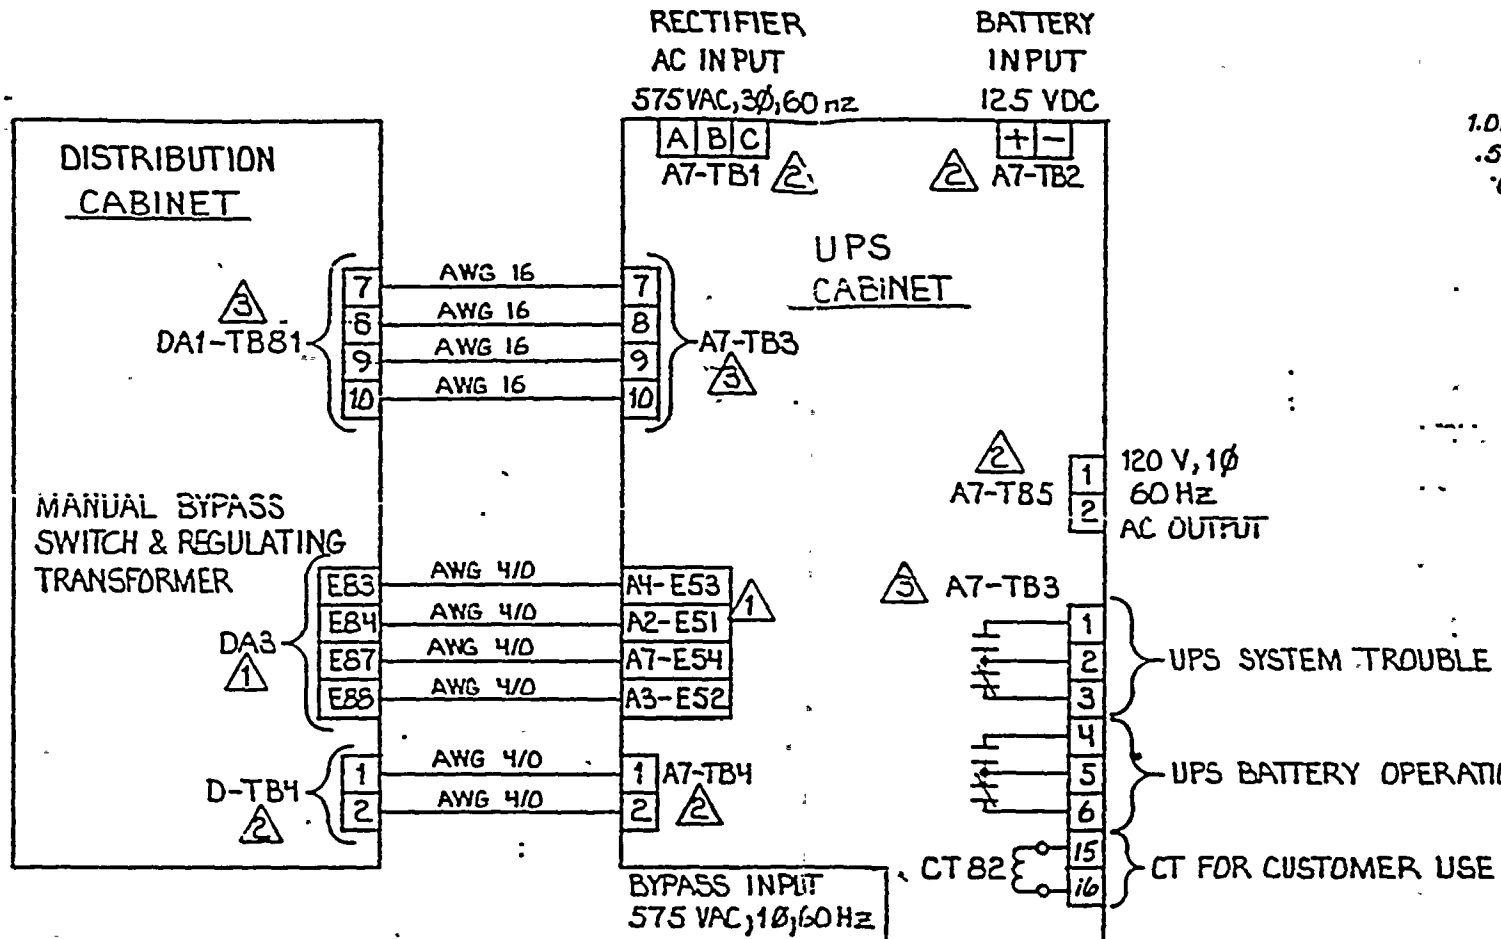 RECTIFIER
AC INPUT
575 VAC, 3Ø, 60 Hz
BATTERY
INPUT
125 VDC
A B C
A7-TB1 2
+ -
2 A7-TB2
DISTRIBUTION
CABINET
UPS
CABINET
3
DA1-TB81
7 AWG 16 7
8 AWG 16 8
9 AWG 16 9
10 AWG 16 10
A7-TB3
3
2
A7-TB5
1
2
120 V, 1Ø
60 Hz
AC OUTPUT
MANUAL BYPASS
SWITCH & REGULATING
TRANSFORMER
DA3
1
E83 AWG 4/0 A4-E53
E84 AWG 4/0 A2-E51
E87 AWG 4/0 A7-E54
E88 AWG 4/0 A3-E52
1
D-TB4
2
1 AWG 4/0 1
2 AWG 4/0 2
A7-TB4
2
3 A7-TB3
1
2
3
UPS SYSTEM TROUBLE
4
5
6
UPS BATTERY
CT 82
15
16
CT FOR CUSTOMER USE
BYPASS INPUT
575 VAC, 1Ø, 60 Hz